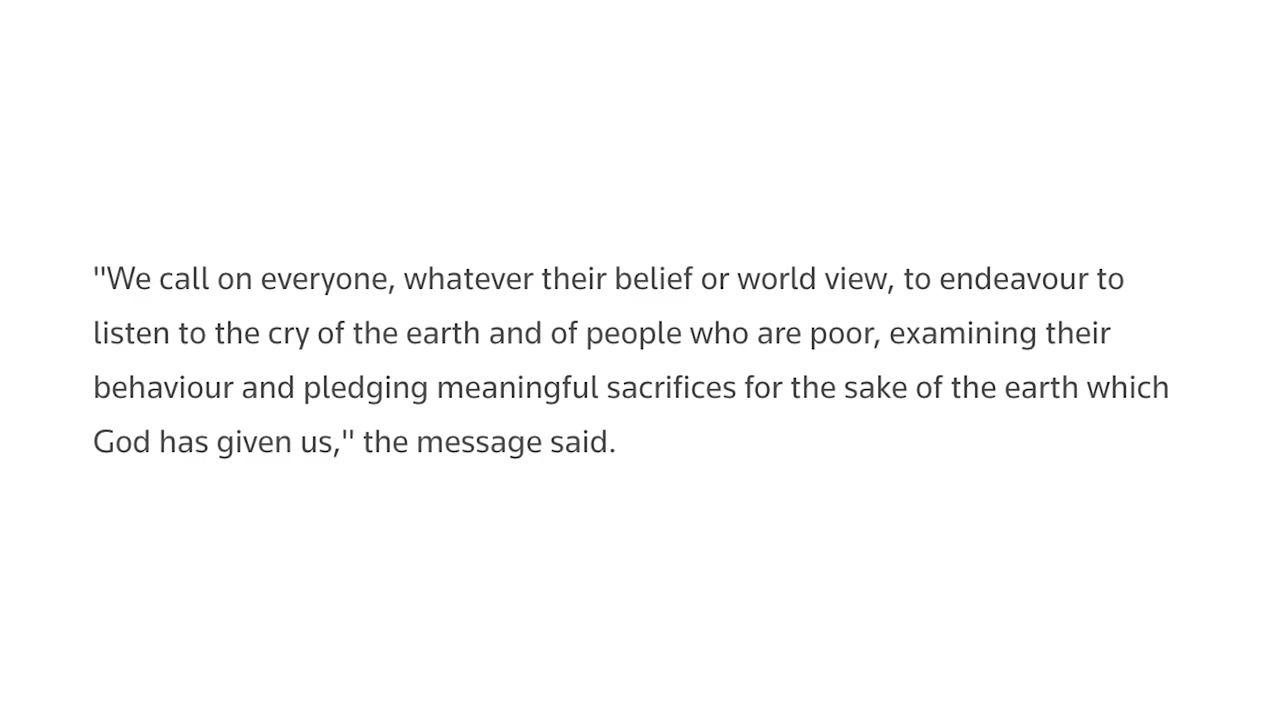 "We call on everyone, whatever their belief or world view, to endeavour to
listen to the cry of the earth and of people who are poor, examining their
behaviour and pledging meaningful sacrifices for the sake of the earth which
God has given us," the message said.